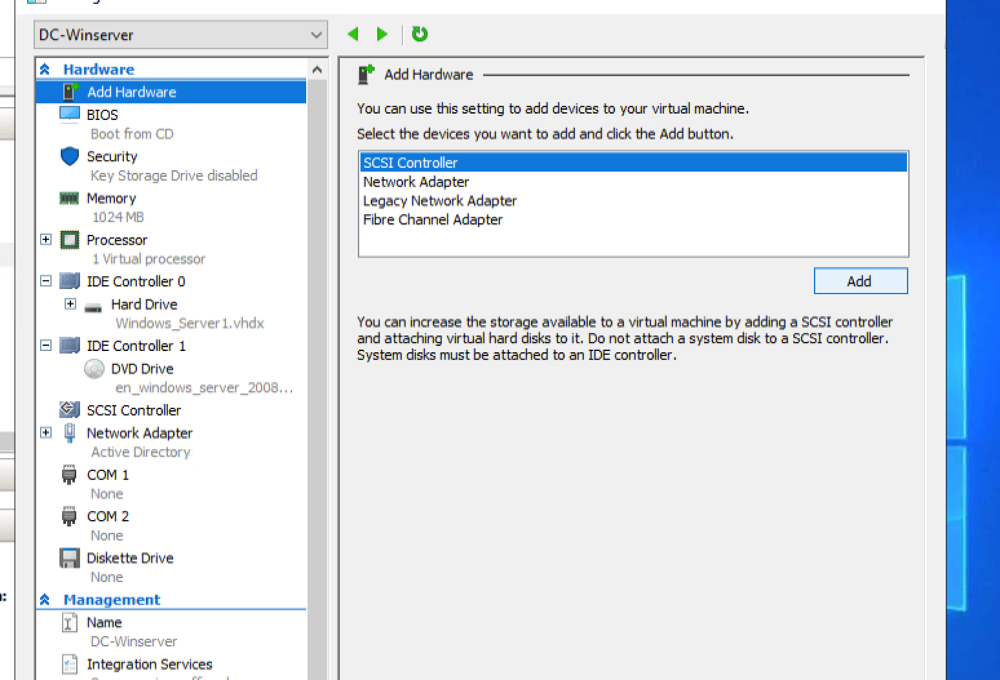 DC-Winserver
Hardware
Add Hardware
BIOS
Boot from CD
Security
Key Storage Drive disabled
Memory
1024 MB
Processor
1 Virtual processor
IDE Controller 0
Hard Drive
Windows_Server1.vhdx
IDE Controller 1
DVD Drive
en_windows_server_2008...
SCSI Controller
Network Adapter
Active Directory
COM 1
None
COM 2
None
Diskette Drive
None
Management
Name
DC-Winserver
Integration Services
Add Hardware
You can use this setting to add devices to your virtual machine.
Select the devices you want to add and click the Add button.
SCSI Controller
Network Adapter
Legacy Network Adapter
Fibre Channel Adapter
Add
You can increase the storage available to a virtual machine by adding a SCSI controller
and attaching virtual hard disks to it. Do not attach a system disk to a SCSI controller.
System disks must be attached to an IDE controller.